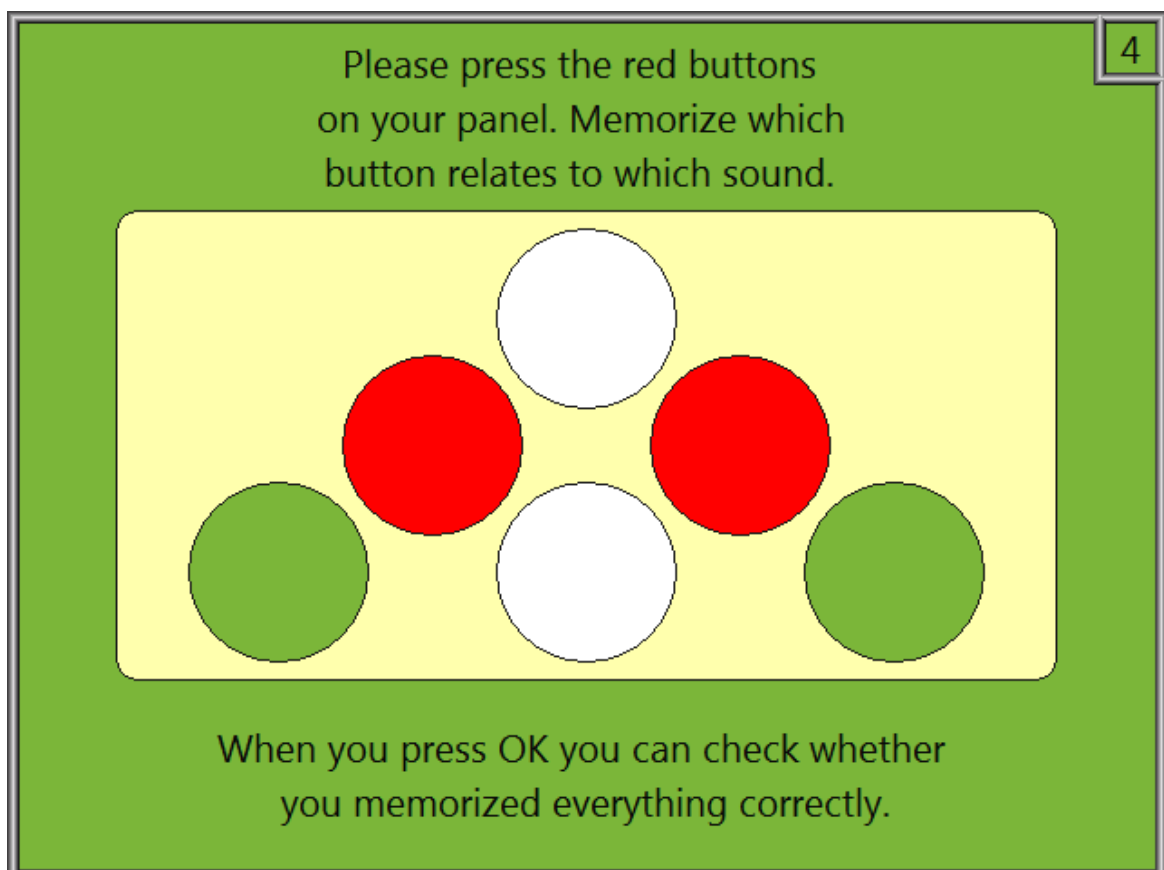 4
Please press the red buttons
on your panel. Memorize which
button relates to which sound.
When you press OK you can check whether
you memorized everything correctly.